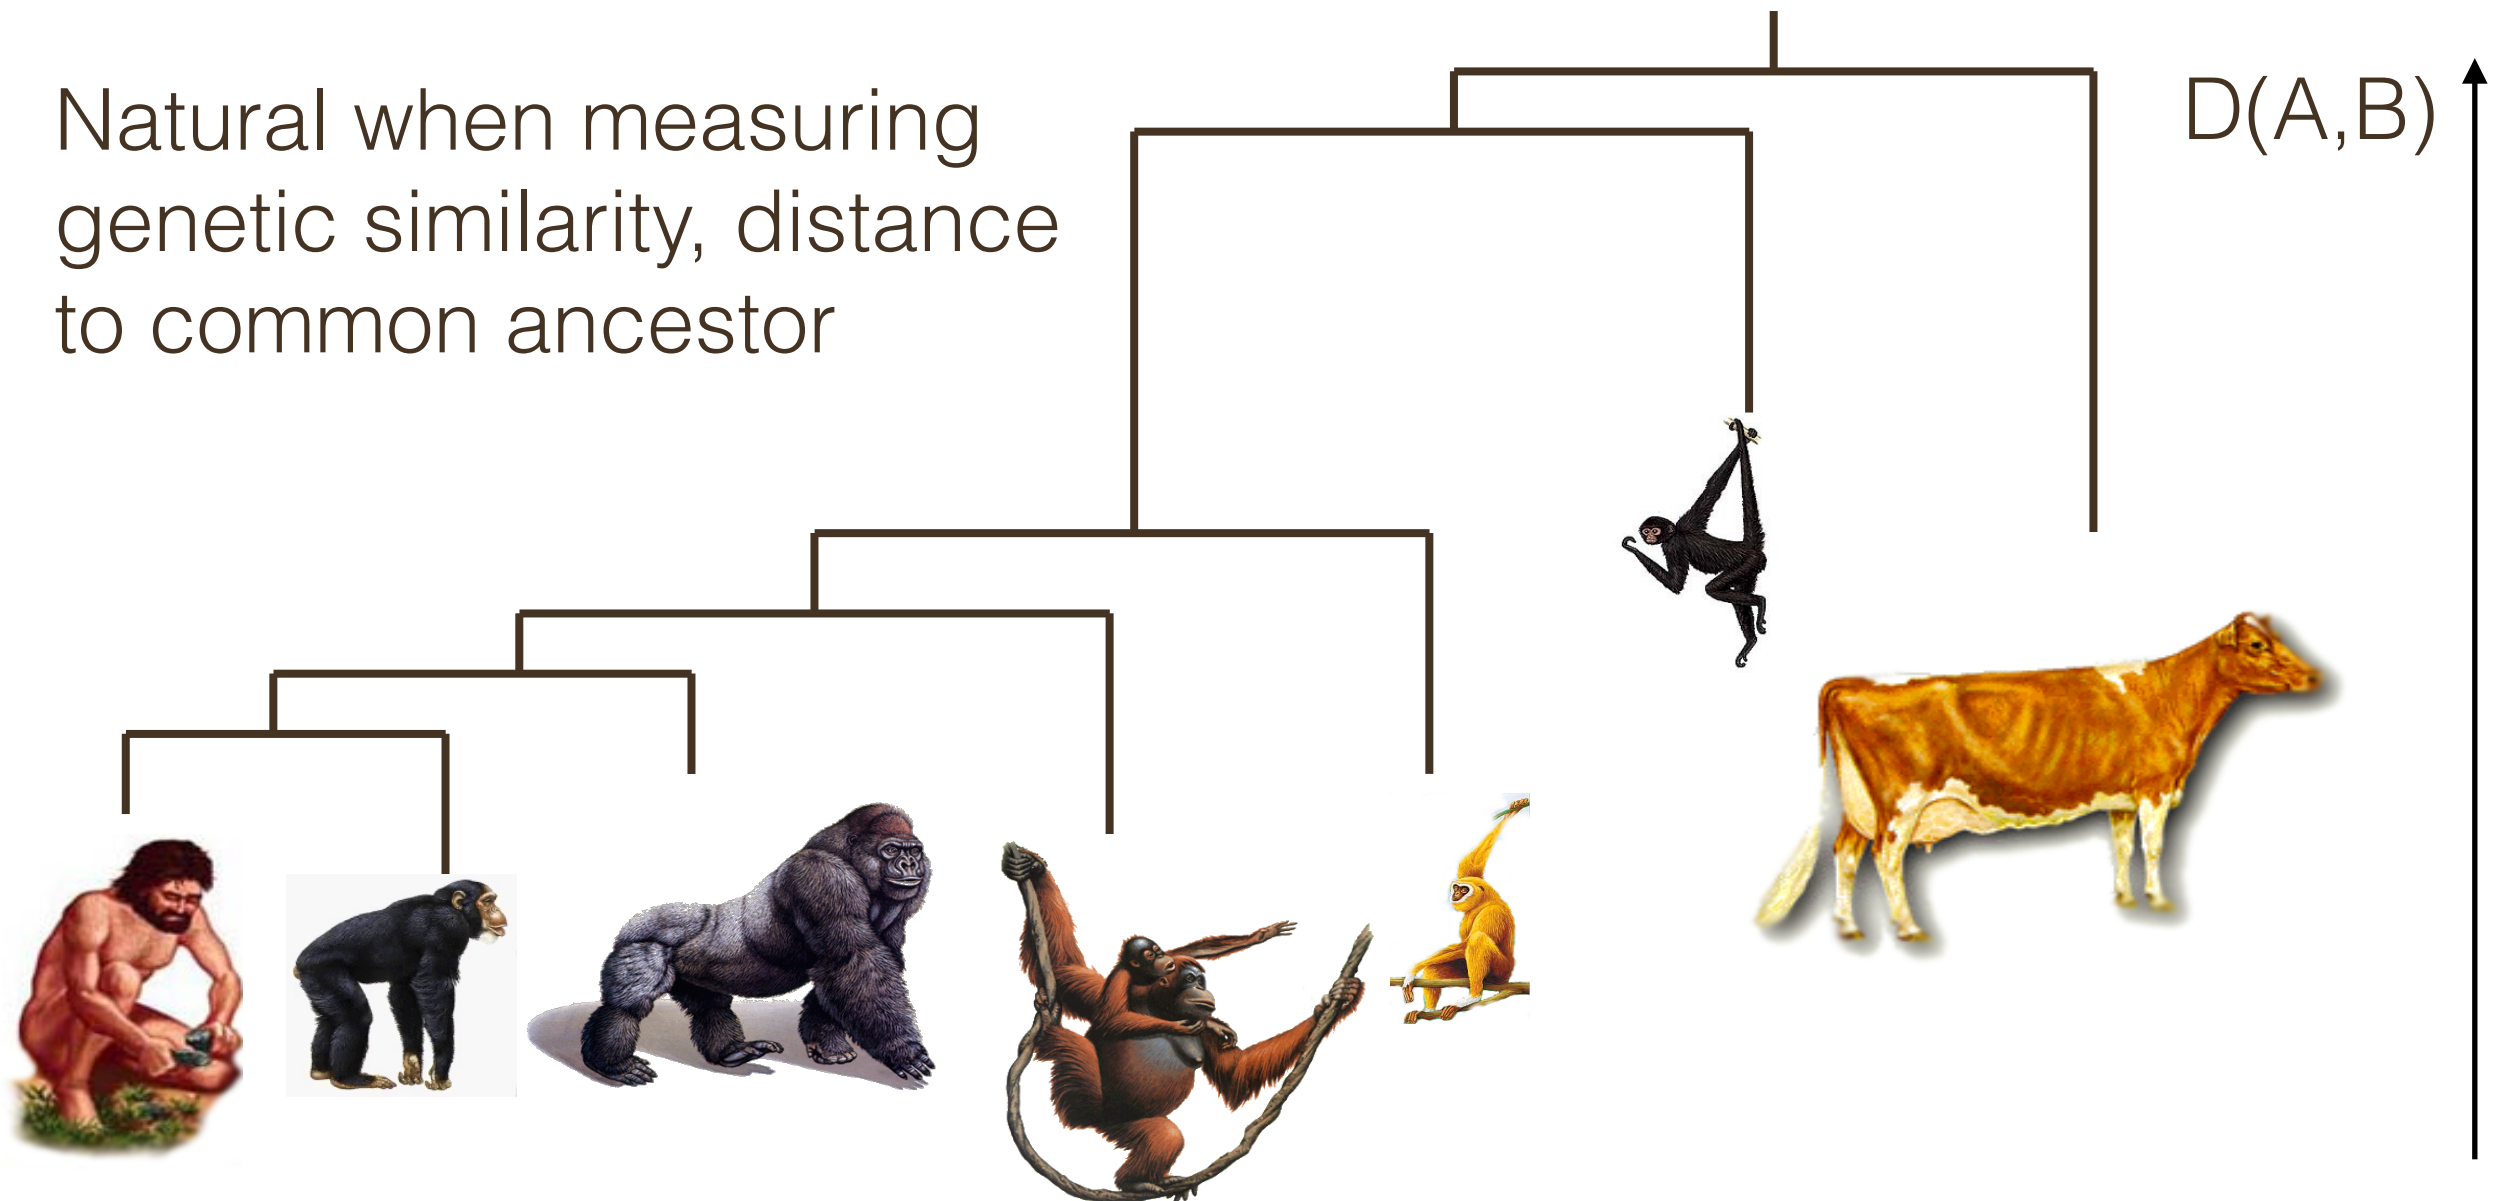 Natural when measuring
genetic similarity, distance
to common ancestor
D(A,B)